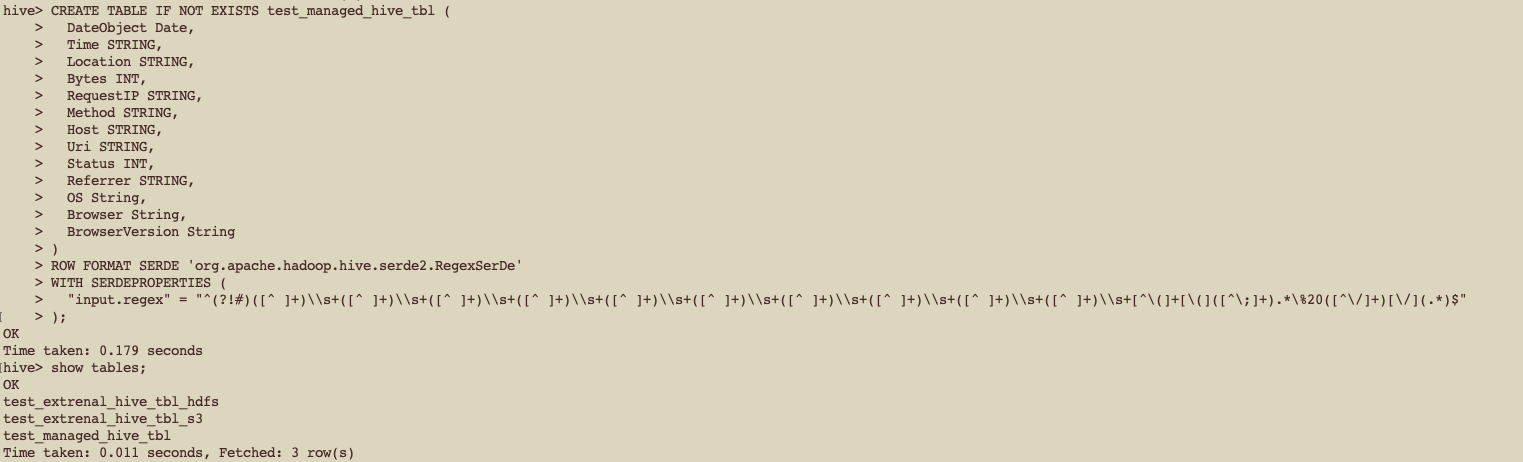 hive> CREATE TABLE IF NOT EXISTS test_managed_hive_tbl (
    >   DateObject Date,
    >   Time STRING,
    >   Location STRING,
    >   Bytes INT,
    >   RequestIP STRING,
    >   Method STRING,
    >   Host STRING,
    >   Uri STRING,
    >   Status INT,
    >   Referrer STRING,
    >   OS String,
    >   Browser String,
    >   BrowserVersion String
    > )
    > ROW FORMAT SERDE 'org.apache.hadoop.hive.serde2.RegexSerDe'
    > WITH SERDEPROPERTIES (
    >   "input.regex" = "^(?!#)([^ ]+)\\s+([^ ]+)\\s+([^ ]+)\\s+([^ ]+)\\s+([^ ]+)\\s+([^ ]+)\\s+([^ ]+)\\s+([^ ]+)\\s+([^ ]+)\\s+([^ ]+)\\s+[^\(]+[\(]([^\;]+).*\%20([^\/]+)[\/](.*)$"
[    > );
OK
Time taken: 0.179 seconds
[hive> show tables;
OK
test_extrenal_hive_tbl_hdfs
test_extrenal_hive_tbl_s3
test_managed_hive_tbl
Time taken: 0.011 seconds, Fetched: 3 row(s)